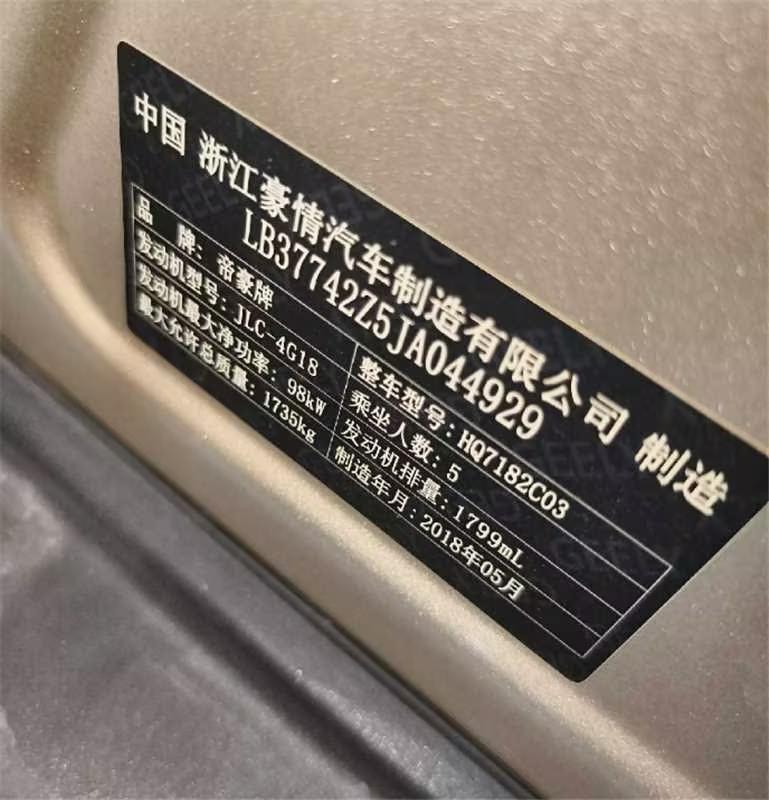 中国 浙江豪情汽车制造有限公司 制造
LB37742Z5JA044929
品 牌: 帝豪牌
整车型号: HQ7182C03
发动机型号: JLC-4G18
乘坐人数: 5
发动机最大净功率: 98kW
发动机排量: 1799mL
最大允许总质量: 1735kg
制造年月: 2018年05月
GEELY